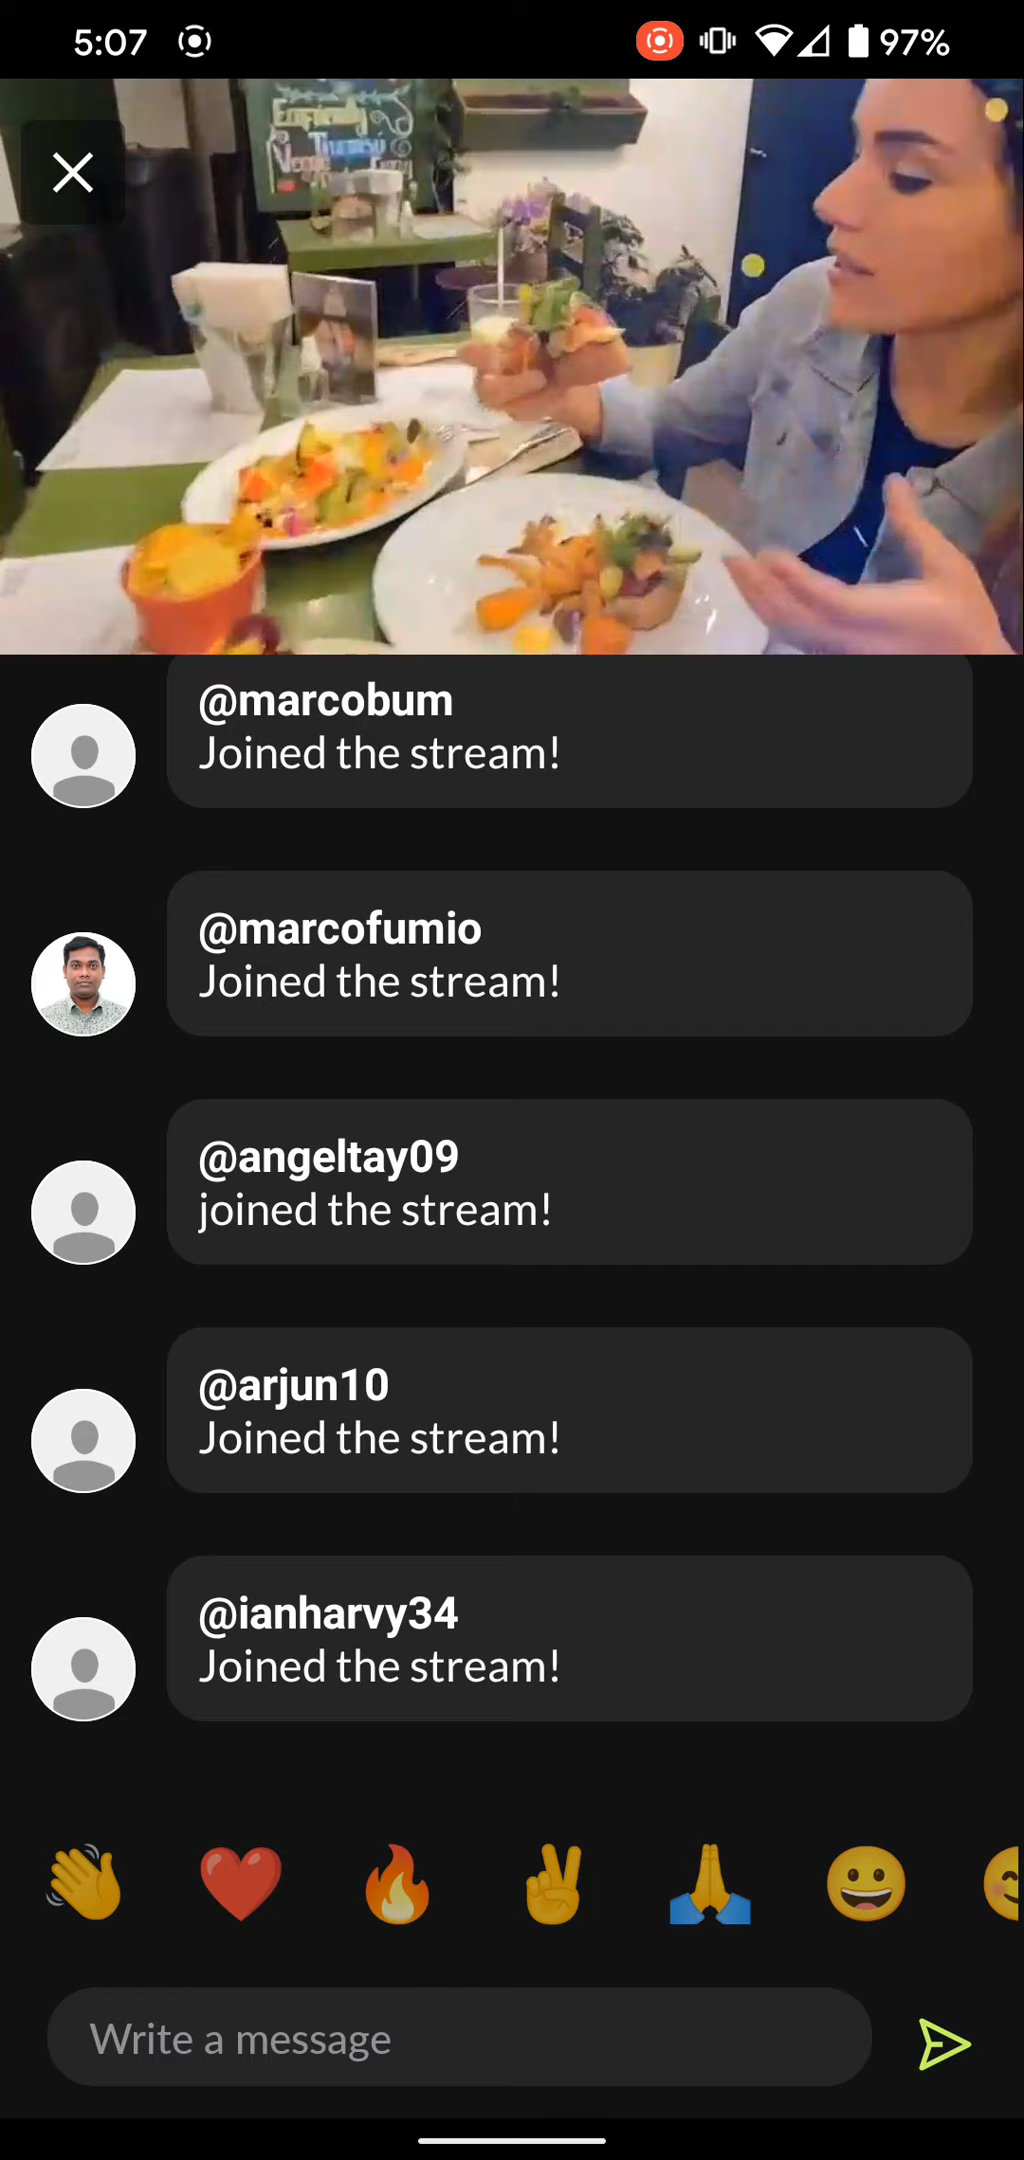 5:07
97%
@marcobum
Joined the stream!
@marcofumio
Joined the stream!
@angeltay09
joined the stream!
@arjun10
Joined the stream!
@ianharvy34
Joined the stream!
Write a message